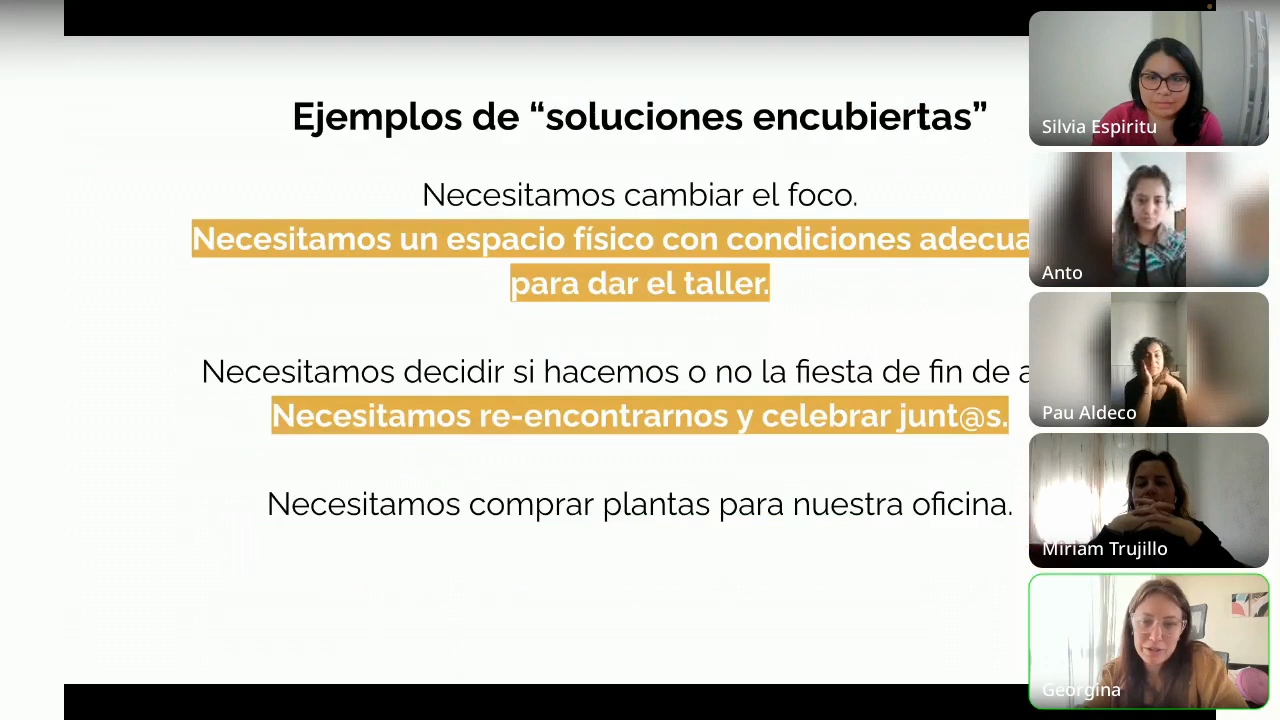 Ejemplos de “soluciones encubiertas”
Necesitamos cambiar el foco.
Necesitamos un espacio físico con condiciones
para dar el taller.
Necesitamos decidir si hacemos o no la fiesta de fin de
Necesitamos re-encontrarnos y celebrar junt@s.
Necesitamos comprar plantas para nuestra oficina.
Silvia Espiritu
Anto
Pau Aldeco
Miriam Trujillo
Georgina